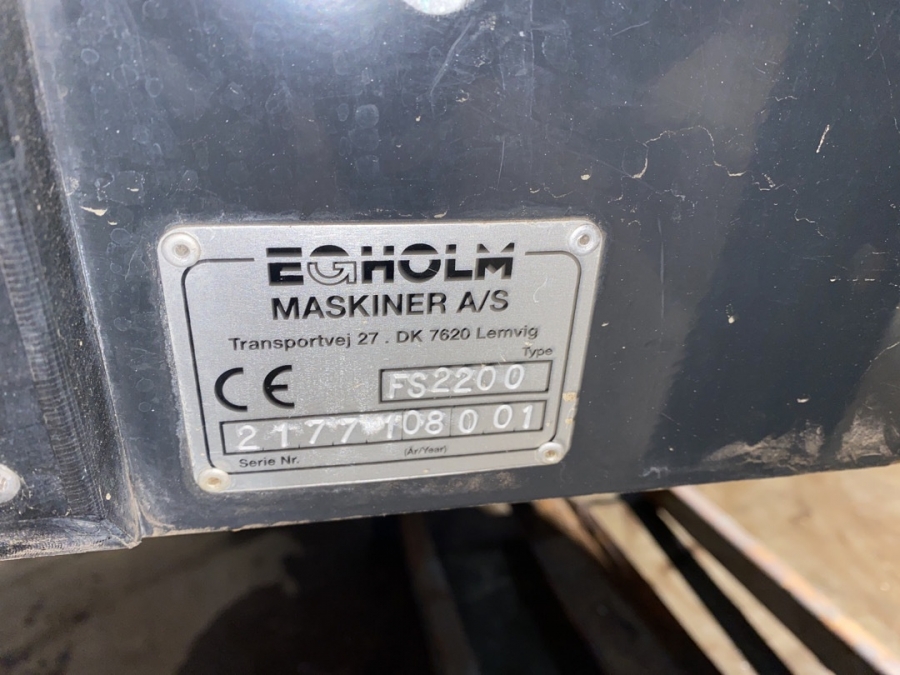 EGHOLM
MASKINER A/S
Transportvej 27 . DK 7620 Lemvig
Type
CE FS2200
2177108001
Serie Nr. (År/Year)